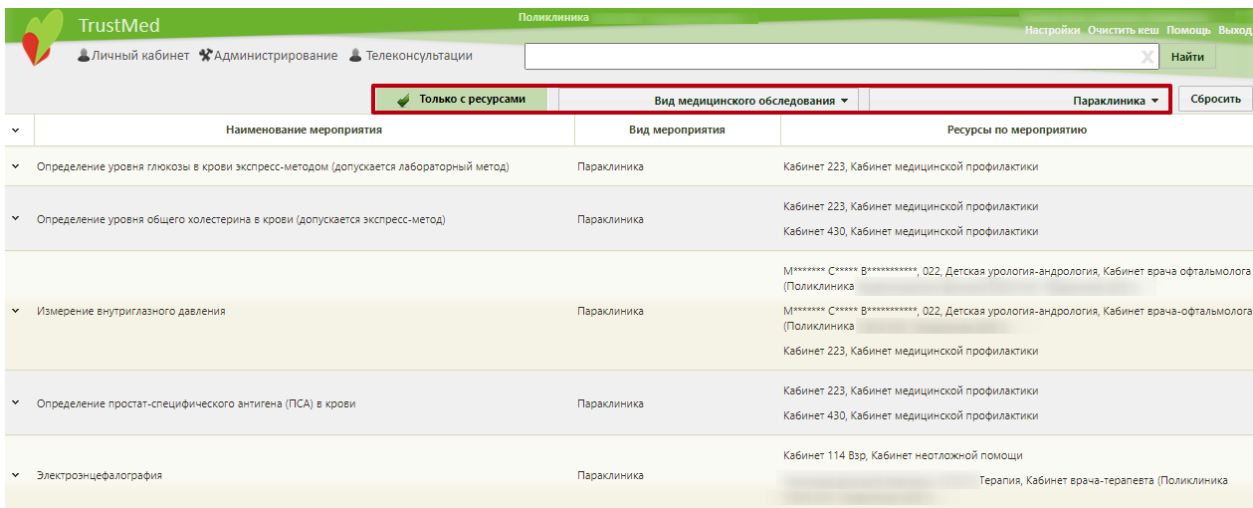 TrustMed
Поликлиника
Настройки Очистить кеш Помощь Выход
Личный кабинет Администрирование Телеконсультации
X Найти
Только с ресурсами Вид медицинского обследования Параклиника Сбросить
Наименование мероприятия Вид мероприятия Ресурсы по мероприятию
Определение уровня глюкозы в крови экспресс-методом (допускается лабораторный метод) Параклиника Кабинет 223, Кабинет медицинской профилактики
Кабинет 223, Кабинет медицинской профилактики
Определение уровня общего холестерина в крови (допускается экспресс-метод) Параклиника
Кабинет 430, Кабинет медицинской профилактики
М******* С***** В***********, 022, Детская урология-андрология, Кабинет врача офтальмолога
(Поликлиника
Измерение внутриглазного давления Параклиника М******* С***** В***********, 022, Детская урология-андрология, Кабинет врача-офтальмолога
(Поликлиника
Кабинет 223, Кабинет медицинской профилактики
Кабинет 223, Кабинет медицинской профилактики
Определение простат-специфического антигена (ПСА) в крови Параклиника
Кабинет 430, Кабинет медицинской профилактики
Кабинет 114 Взр, Кабинет неотложной помощи
Электроэнцефалография Параклиника
Терапия, Кабинет врача-терапевта (Поликлиника